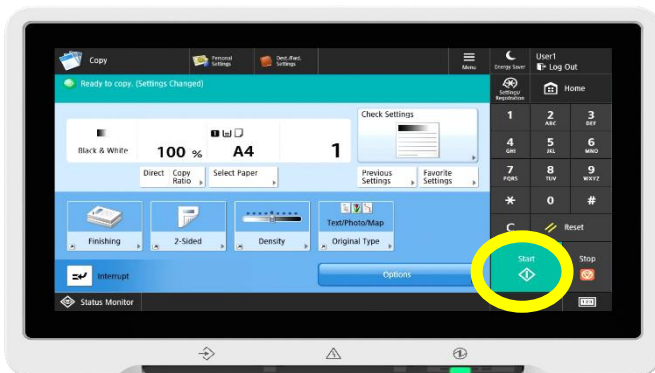 Copy
Personal Settings
Dest./Fwd. Settings
Menu
Energy Saver
User1
Log Out
Ready to copy. (Settings Changed)
Settings/
Registration
Home
Check Settings
Black & White
100 %
A4
1
Direct
Copy Ratio
Select Paper
Previous Settings
Favorite Settings
1
2 ABC
3 DEF
4 GHI
5 JKL
6 MNO
7 PQRS
8 TUV
9 WXYZ
* 0 #
C
Reset
Text/Photo/Map
Finishing
2-Sided
Density
Original Type
Start
Stop
Interrupt
Options
Status Monitor
123